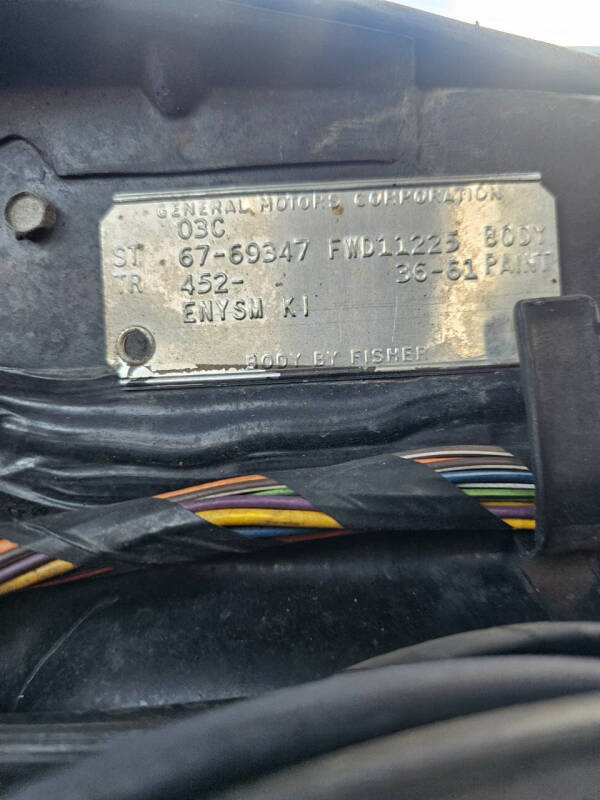 GENERAL MOTORS CORPORATION
03C
ST 67-69347 FWD11225 BODY
TR 452- 36-61 PAINT
ENYSM K1
BODY BY FISHER